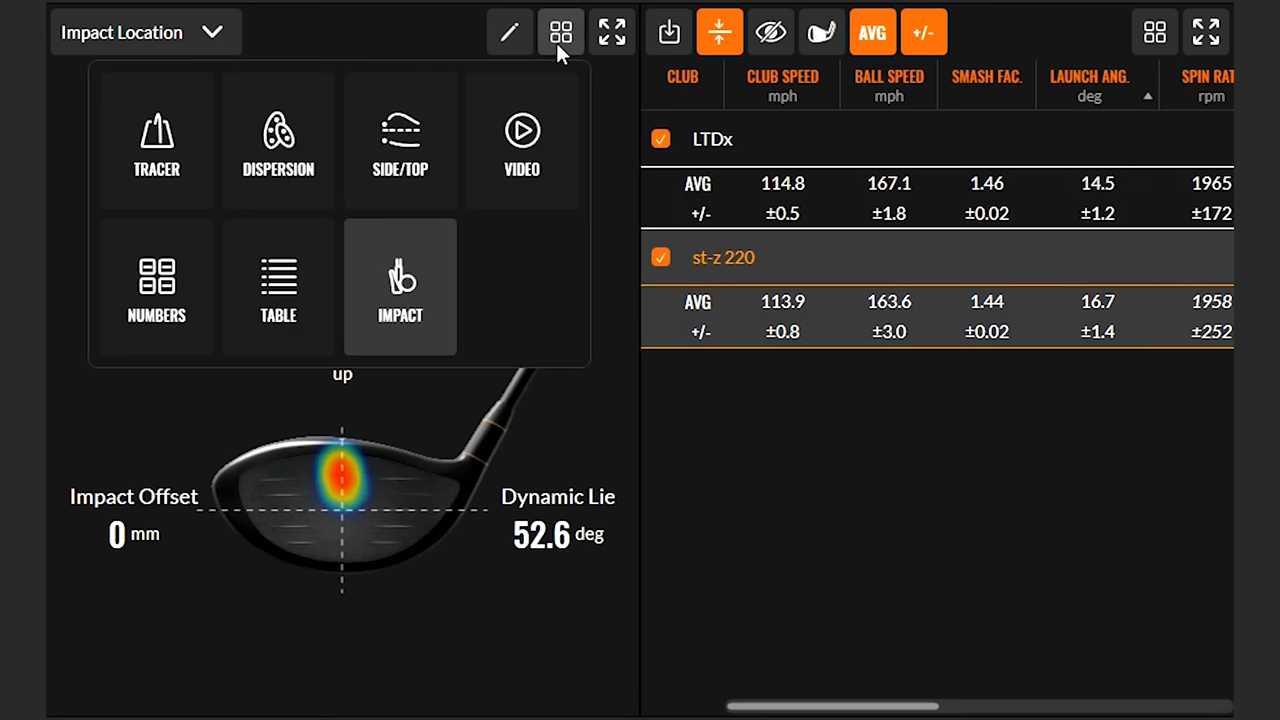 Impact Location
TRACER
DISPERSION
SIDE/TOP
VIDEO
NUMBERS
TABLE
IMPACT
up
Impact Offset
0 mm
Dynamic Lie
52.6 deg
AVG
+/-
CLUB CLUB SPEED BALL SPEED SMASH FAC. LAUNCH ANG. SPIN RAT
mph mph deg rpm
LTDx
AVG 114.8 167.1 1.46 14.5 1965
+/- ±0.5 ±1.8 ±0.02 ±1.2 ±172
st-z 220
AVG 113.9 163.6 1.44 16.7 1958
+/- ±0.8 ±3.0 ±0.02 ±1.4 ±252